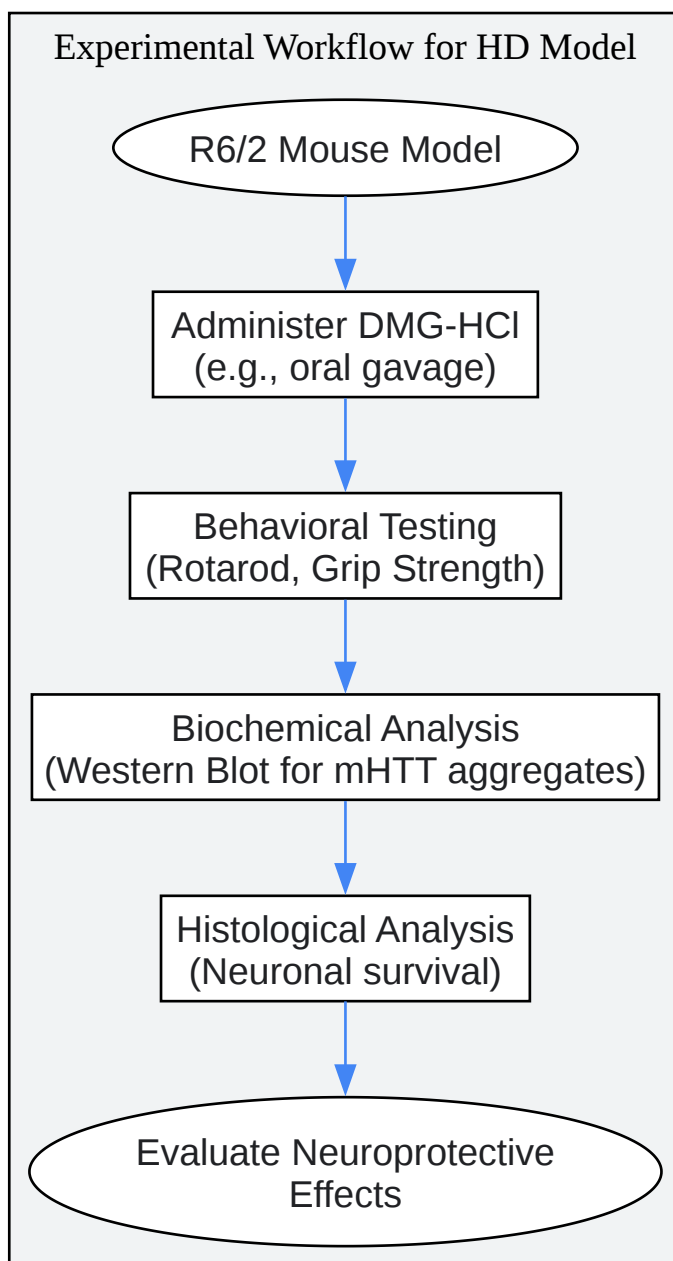 Experimental Workflow for HD Model
R6/2 Mouse Model
Administer DMG-HCl
(e.g., oral gavage)
Behavioral Testing
(Rotarod, Grip Strength)
Biochemical Analysis
(Western Blot for mHTT aggregates)
Histological Analysis
(Neuronal survival)
Evaluate Neuroprotective
Effects